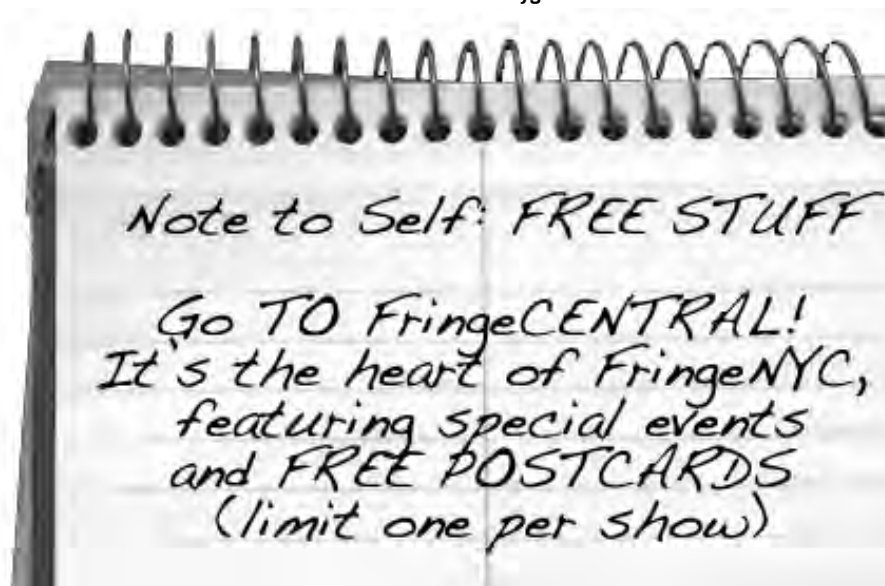 Note to Self: FREE STUFF
Go TO FringeCENTRAL!
It's the heart of FringeNYC,
featuring special events
and FREE POSTCARDS
(limit one per show)